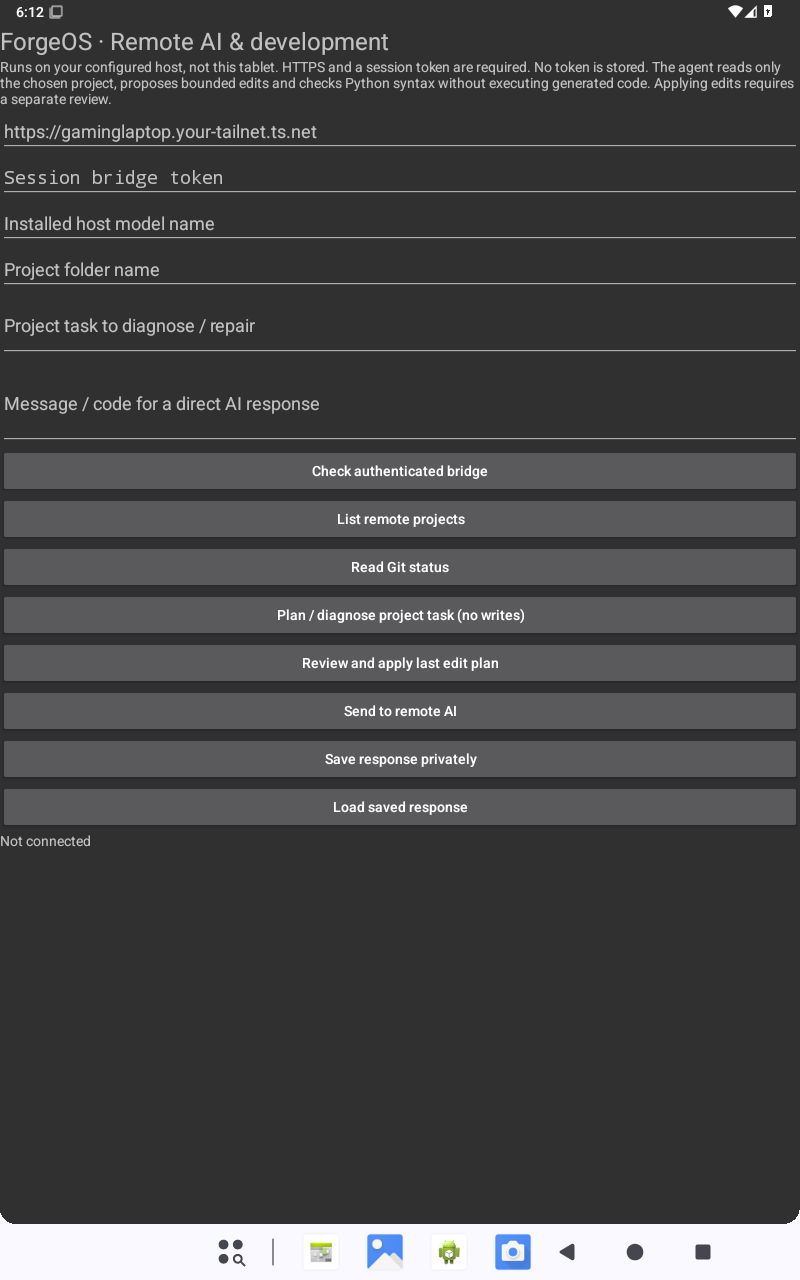 6:12
ForgeOS · Remote AI & development
Runs on your configured host, not this tablet. HTTPS and a session token are required. No token is stored. The agent reads only
the chosen project, proposes bounded edits and checks Python syntax without executing generated code. Applying edits requires
a separate review.
https://gaminglaptop.your-tailnet.ts.net
Session bridge token
Installed host model name
Project folder name
Project task to diagnose / repair
Message / code for a direct AI response
Check authenticated bridge
List remote projects
Read Git status
Plan / diagnose project task (no writes)
Review and apply last edit plan
Send to remote AI
Save response privately
Load saved response
Not connected